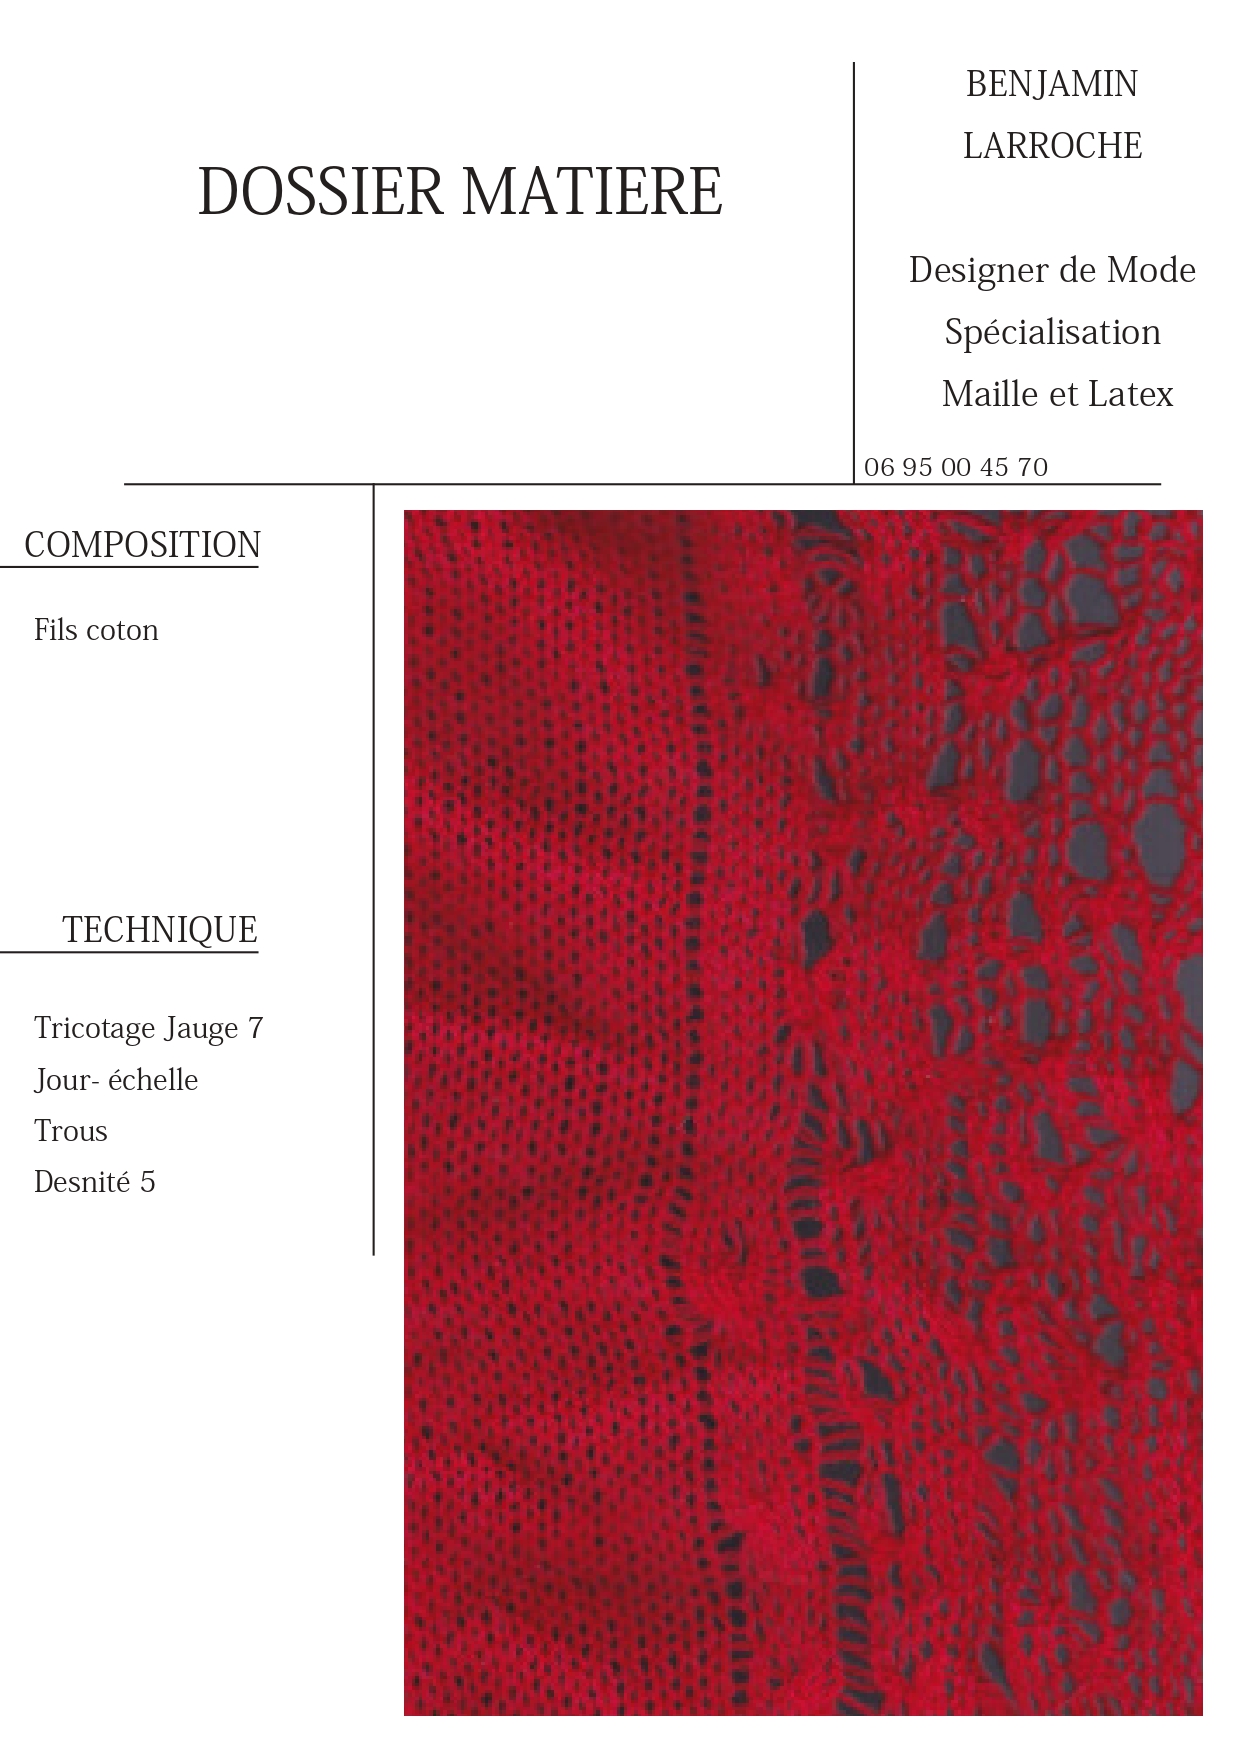 DOSSIER MATIERE
BENJAMIN
LARROCHE
Designer de Mode
Spécialisation
Maille et Latex
06 95 00 45 70
COMPOSITION
Fils coton
TECHNIQUE
Tricotage Jauge 7
Jour- échelle
Trous
Desnité 5